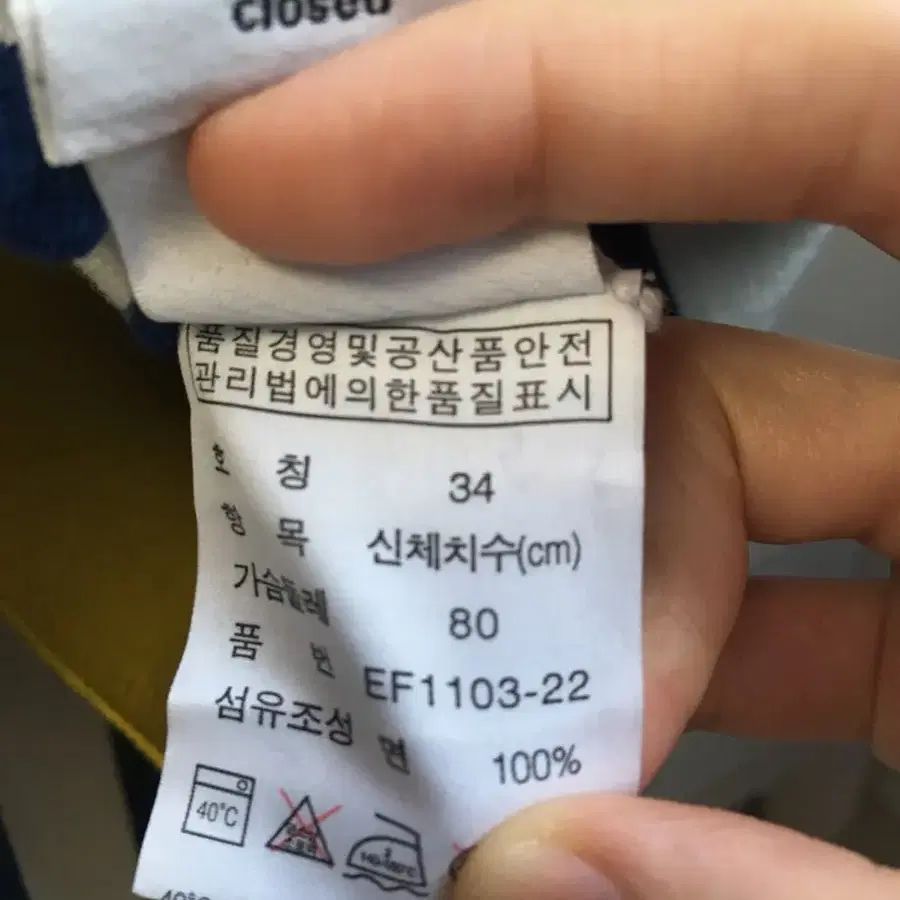 closed
품질경영및공산품안전
관리법에의한품질표시
호 칭 34
항 목 신체치수(cm)
가슴둘레 80
품 번 EF1103-22
섬유조성 면 100%
40°C
40°C